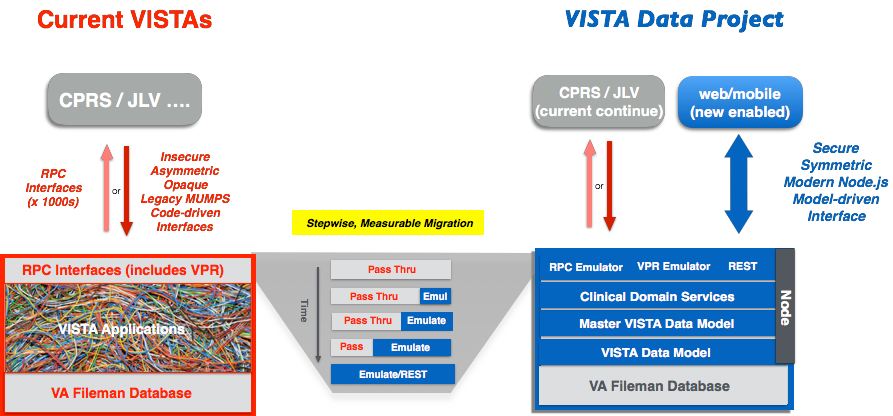 Current VISTAs
VISTA Data Project
CPRS / JLV ....
CPRS / JLV
(current continue)
web/mobile
(new enabled)
RPC
Interfaces
(x 1000s)
or
Insecure
Asymmetric
Opaque
Legacy MUMPS
Code-driven
Interfaces
or
Secure
Symmetric
Modern Node.js
Model-driven
Interface
Stepwise, Measurable Migration
RPC Interfaces (includes VPR)
VISTA Applications
VA Fileman Database
Time
Pass Thru
Pass Thru Emul
Pass Thru Emulate
Pass Emulate
Emulate/REST
RPC Emulator VPR Emulator REST
Clinical Domain Services
Master VISTA Data Model
VISTA Data Model
VA Fileman Database
Node